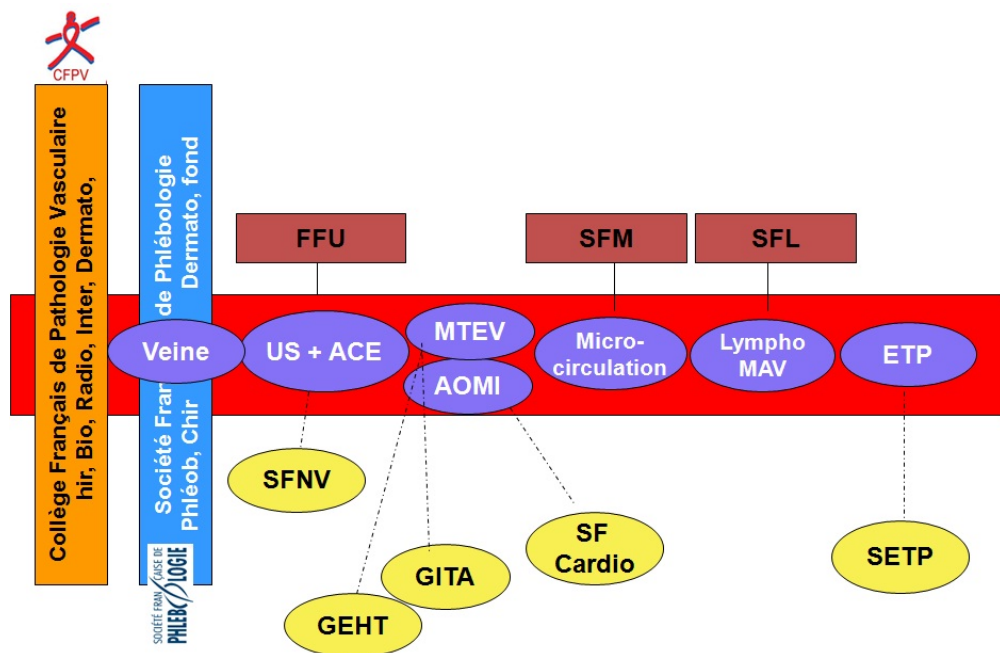 CFPV
Collège Français de Pathologie Vasculaire
hir, Bio, Radio, Inter, Dermato,
Société Fran de Phlébologie
Phléob, Chir Dermato, fond
SOCIÉTÉ FRANÇAISE DE
PHLEBOLOGIE
FFU
SFM
SFL
Veine
US + ACE
MTEV
AOMI
Micro-
circulation
Lympho
MAV
ETP
SFNV
GITA
GEHT
SF
Cardio
SETP